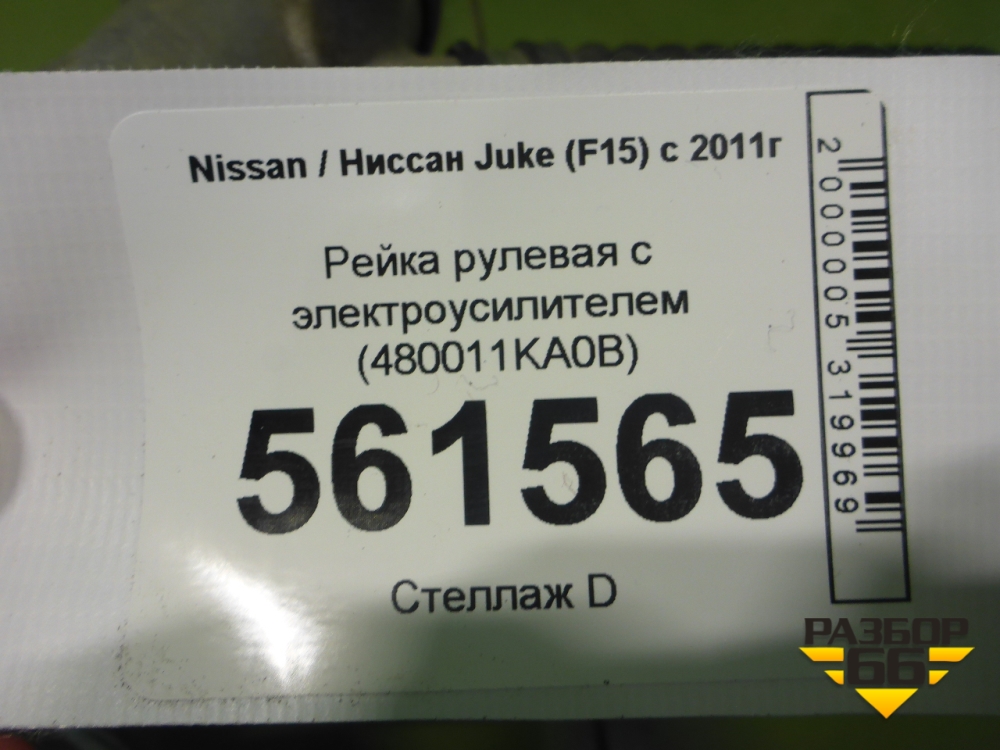 Nissan / Ниссан Juke (F15) с 2011г
Рейка рулевая с
электроусилителем
(480011KA0B)
561565
Стеллаж D
2000005319969
РАЗБОР
66